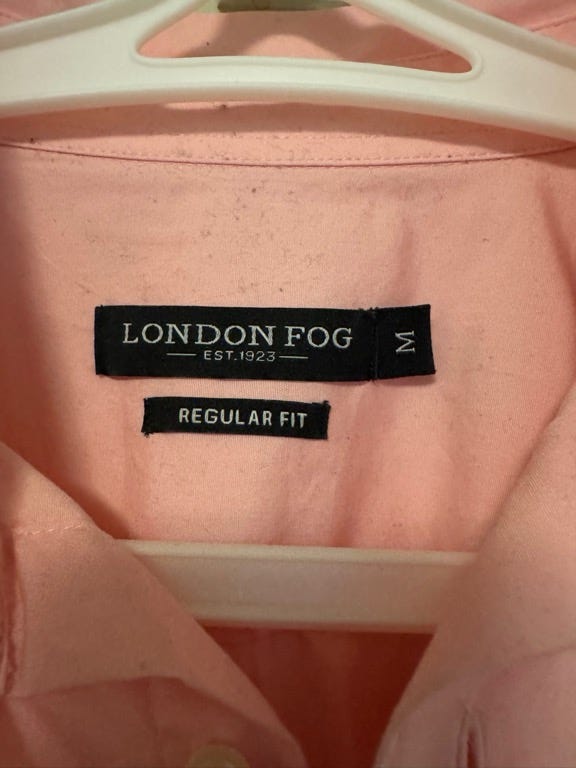 LONDON FOG
EST.1923
M
REGULAR FIT